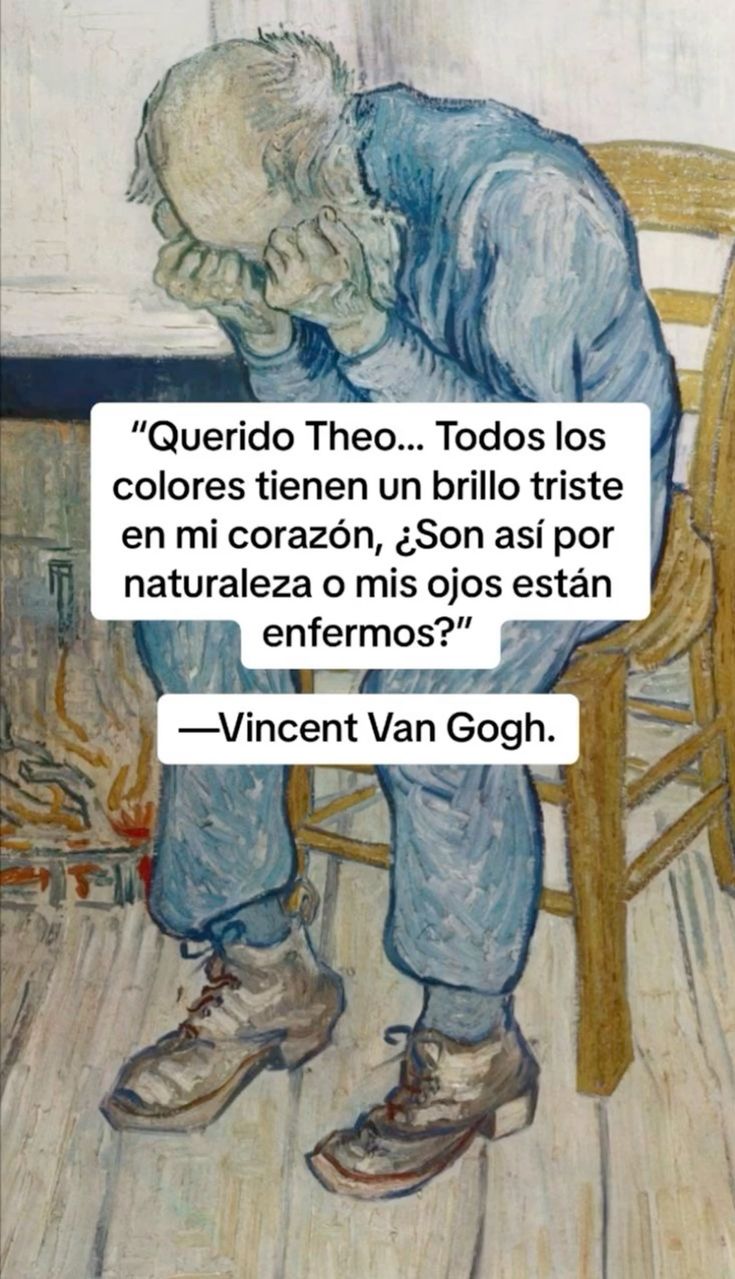 “Querido Theo... Todos los
colores tienen un brillo triste
en mi corazón, ¿Son así por
naturaleza o mis ojos están
enfermos?”
—Vincent Van Gogh.